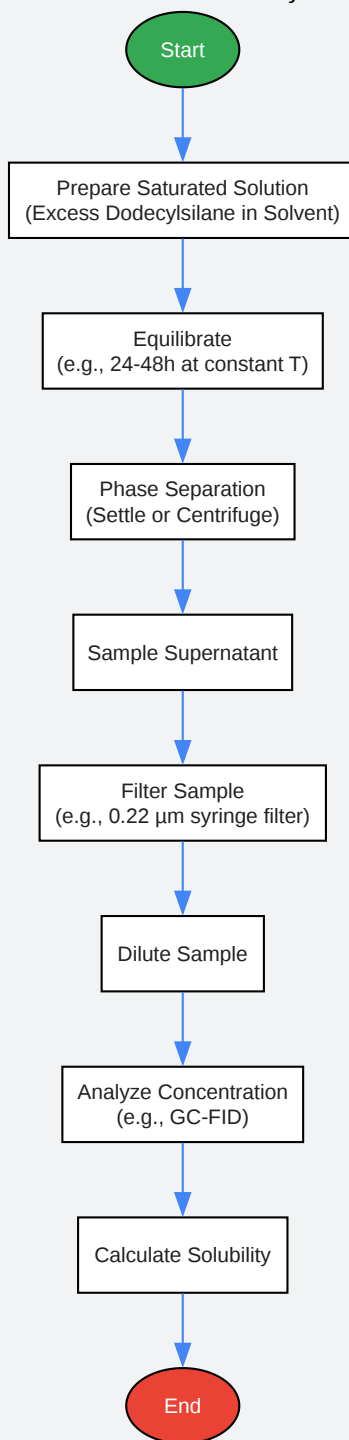 Start
Prepare Saturated Solution
(Excess Dodecylsilane in Solvent)
Equilibrate
(e.g., 24-48h at constant T)
Phase Separation
(Settle or Centrifuge)
Sample Supernatant
Filter Sample
(e.g., 0.22 µm syringe filter)
Dilute Sample
Analyze Concentration
(e.g., GC-FID)
Calculate Solubility
End